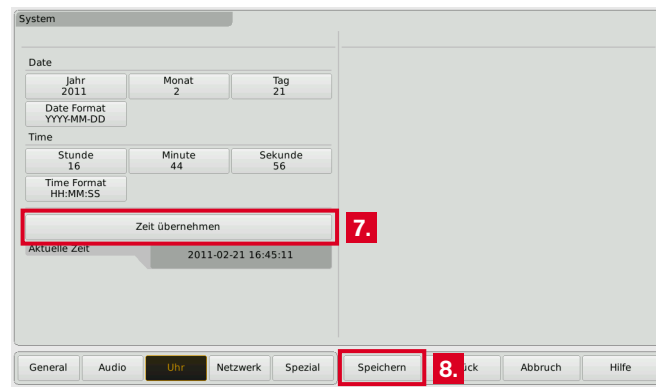 System
Date
Jahr Monat Tag
2011 2 21
Date Format
YYYY-MM-DD
Time
Stunde Minute Sekunde
16 44 56
Time Format
HH:MM:SS
Zeit übernehmen 7.
Aktuelle Zeit 2011-02-21 16:45:11
General Audio Uhr Netzwerk Spezial Speichern 8. Abbruch Hilfe